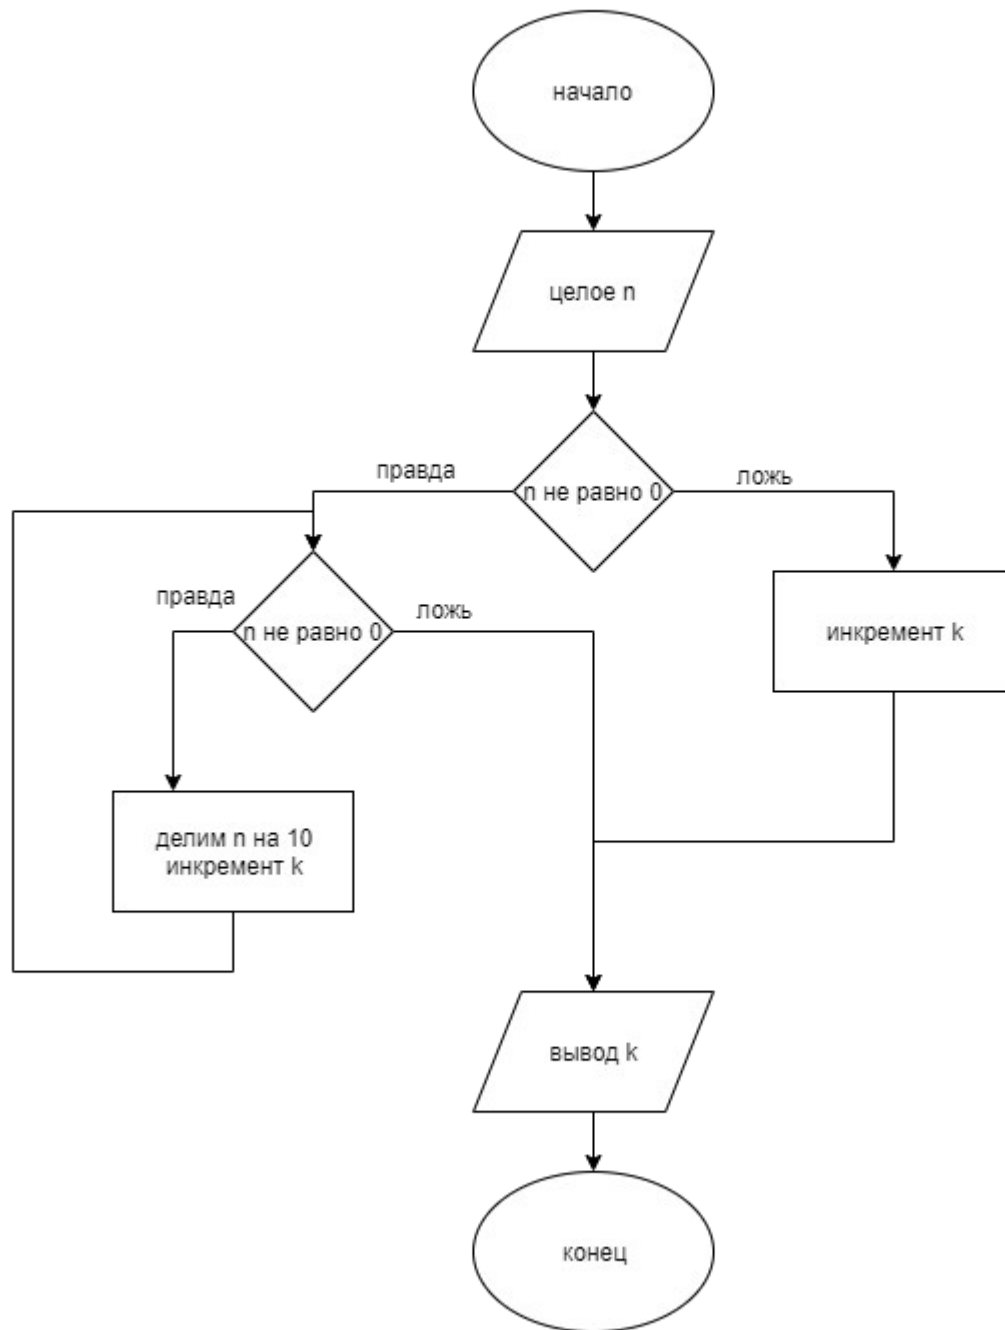 начало
целое n
правда
ложь
n не равно 0
правда
ложь
n не равно 0
инкремент k
делим n на 10
инкремент k
вывод k
конец